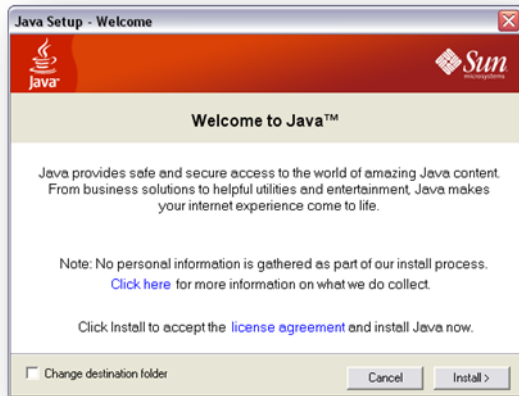 Java Setup - Welcome
Java
Sun
microsystems
Welcome to Java™
Java provides safe and secure access to the world of amazing Java content.
From business solutions to helpful utilities and entertainment, Java makes
your internet experience come to life.
Note: No personal information is gathered as part of our install process.
Click here for more information on what we do collect.
Click Install to accept the license agreement and install Java now.
Change destination folder
Cancel
Install >